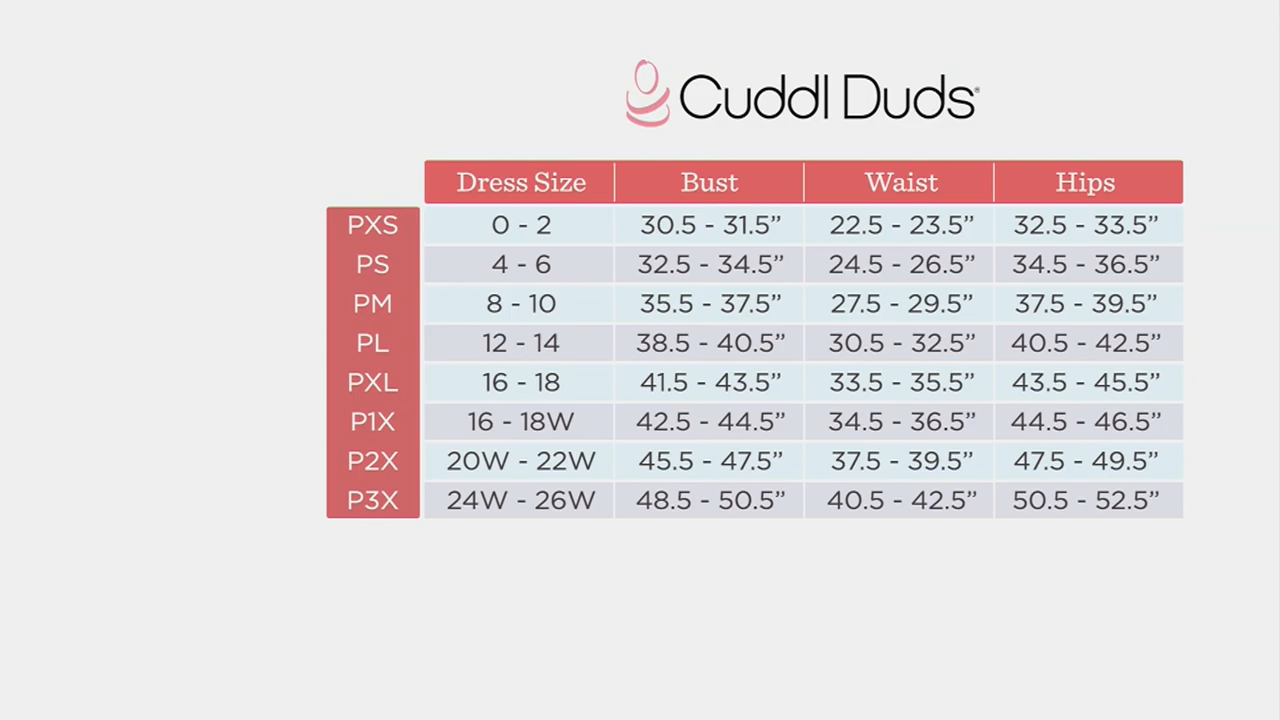 Cuddl Duds®
Dress Size Bust Waist Hips
PXS 0 - 2 30.5 - 31.5” 22.5 - 23.5” 32.5 - 33.5”
PS 4 - 6 32.5 - 34.5” 24.5 - 26.5” 34.5 - 36.5”
PM 8 - 10 35.5 - 37.5” 27.5 - 29.5” 37.5 - 39.5”
PL 12 - 14 38.5 - 40.5” 30.5 - 32.5” 40.5 - 42.5”
PXL 16 - 18 41.5 - 43.5” 33.5 - 35.5” 43.5 - 45.5”
P1X 16 - 18W 42.5 - 44.5” 34.5 - 36.5” 44.5 - 46.5”
P2X 20W - 22W 45.5 - 47.5” 37.5 - 39.5” 47.5 - 49.5”
P3X 24W - 26W 48.5 - 50.5” 40.5 - 42.5” 50.5 - 52.5”